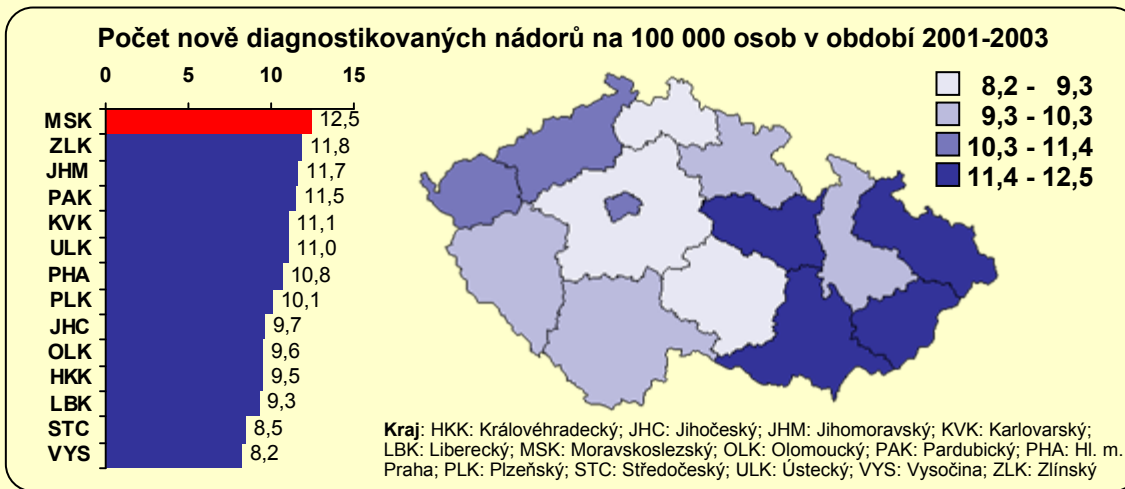 Počet nově diagnostikovaných nádorů na 100 000 osob v období 2001-2003
0 5 10 15
MSK 12,5
ZLK 11,8
JHM 11,7
PAK 11,5
KVK 11,1
ULK 11,0
PHA 10,8
PLK 10,1
JHC 9,7
OLK 9,6
HKK 9,5
LBK 9,3
STC 8,5
VYS 8,2
8,2 - 9,3
9,3 - 10,3
10,3 - 11,4
11,4 - 12,5
Kraj: HKK: Královéhradecký; JHC: Jihočeský; JHM: Jihomoravský; KVK: Karlovarský;
LBK: Liberecký; MSK: Moravskoslezský; OLK: Olomoucký; PAK: Pardubický; PHA: Hl. m.
Praha; PLK: Plzeňský; STC: Středočeský; ULK: Ústecký; VYS: Vysočina; ZLK: Zlínský